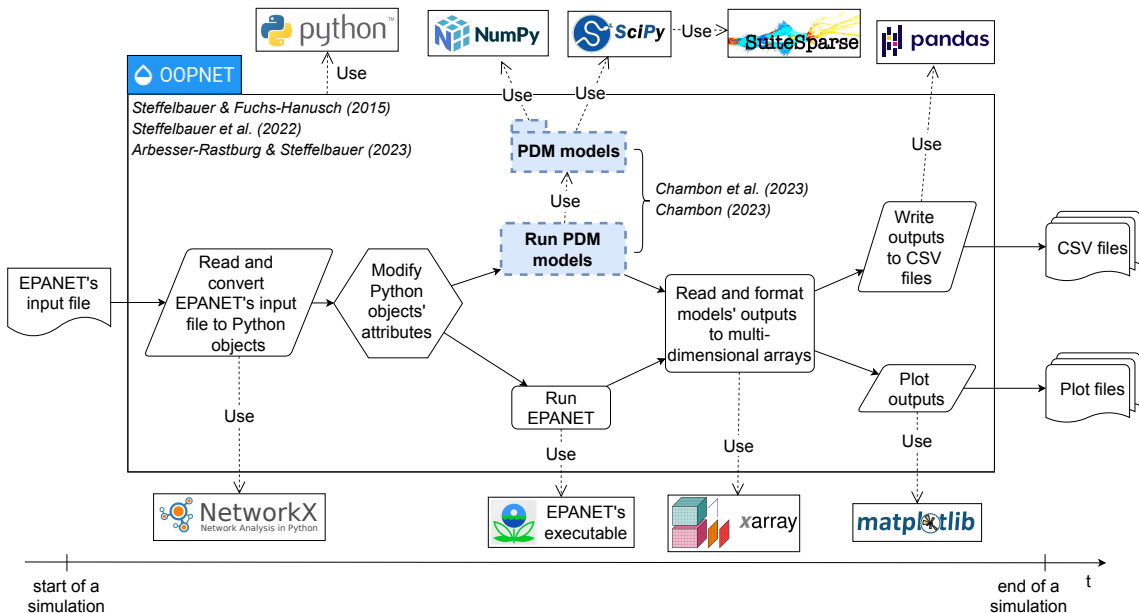 python™
NumPy
SciPy
Use
SuiteSparse
pandas
OOPNET
Use
Steffelbauer & Fuchs-Hanusch (2015)
Steffelbauer et al. (2022)
Arbesser-Rastburg & Steffelbauer (2023)
Use
Use
Use
PDM models
Use
Chambon et al. (2023)
Chambon (2023)
Run PDM
models
Write
outputs
to CSV
files
CSV files
EPANET's
input file
Read and
convert
EPANET's input
file to Python
objects
Modify
Python
objects'
attributes
Read and format
models' outputs
to multi-
dimensional arrays
Run
EPANET
Plot
outputs
Plot files
Use
Use
Use
Use
NetworkX
Network Analysis in Python
EPANET's
executable
xarray
matplotlib
t
start of a
simulation
end of a
simulation